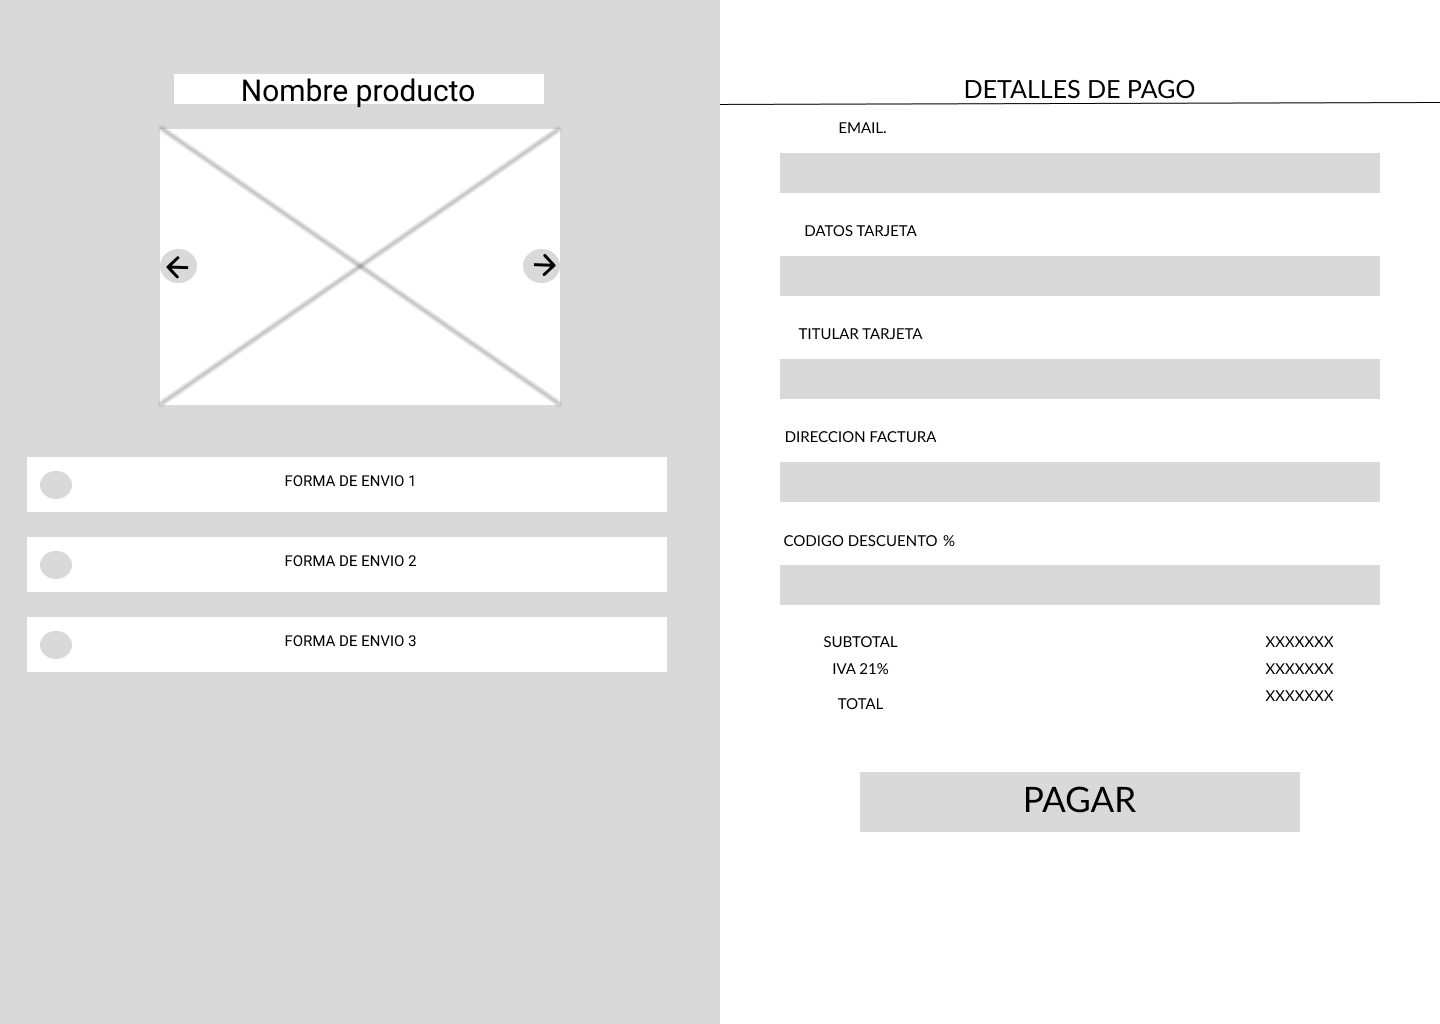 Nombre producto
FORMA DE ENVIO 1
FORMA DE ENVIO 2
FORMA DE ENVIO 3
DETALLES DE PAGO
EMAIL.
DATOS TARJETA
TITULAR TARJETA
DIRECCION FACTURA
CODIGO DESCUENTO %
SUBTOTAL XXXXXXX
IVA 21% XXXXXXX
TOTAL XXXXXXX
PAGAR